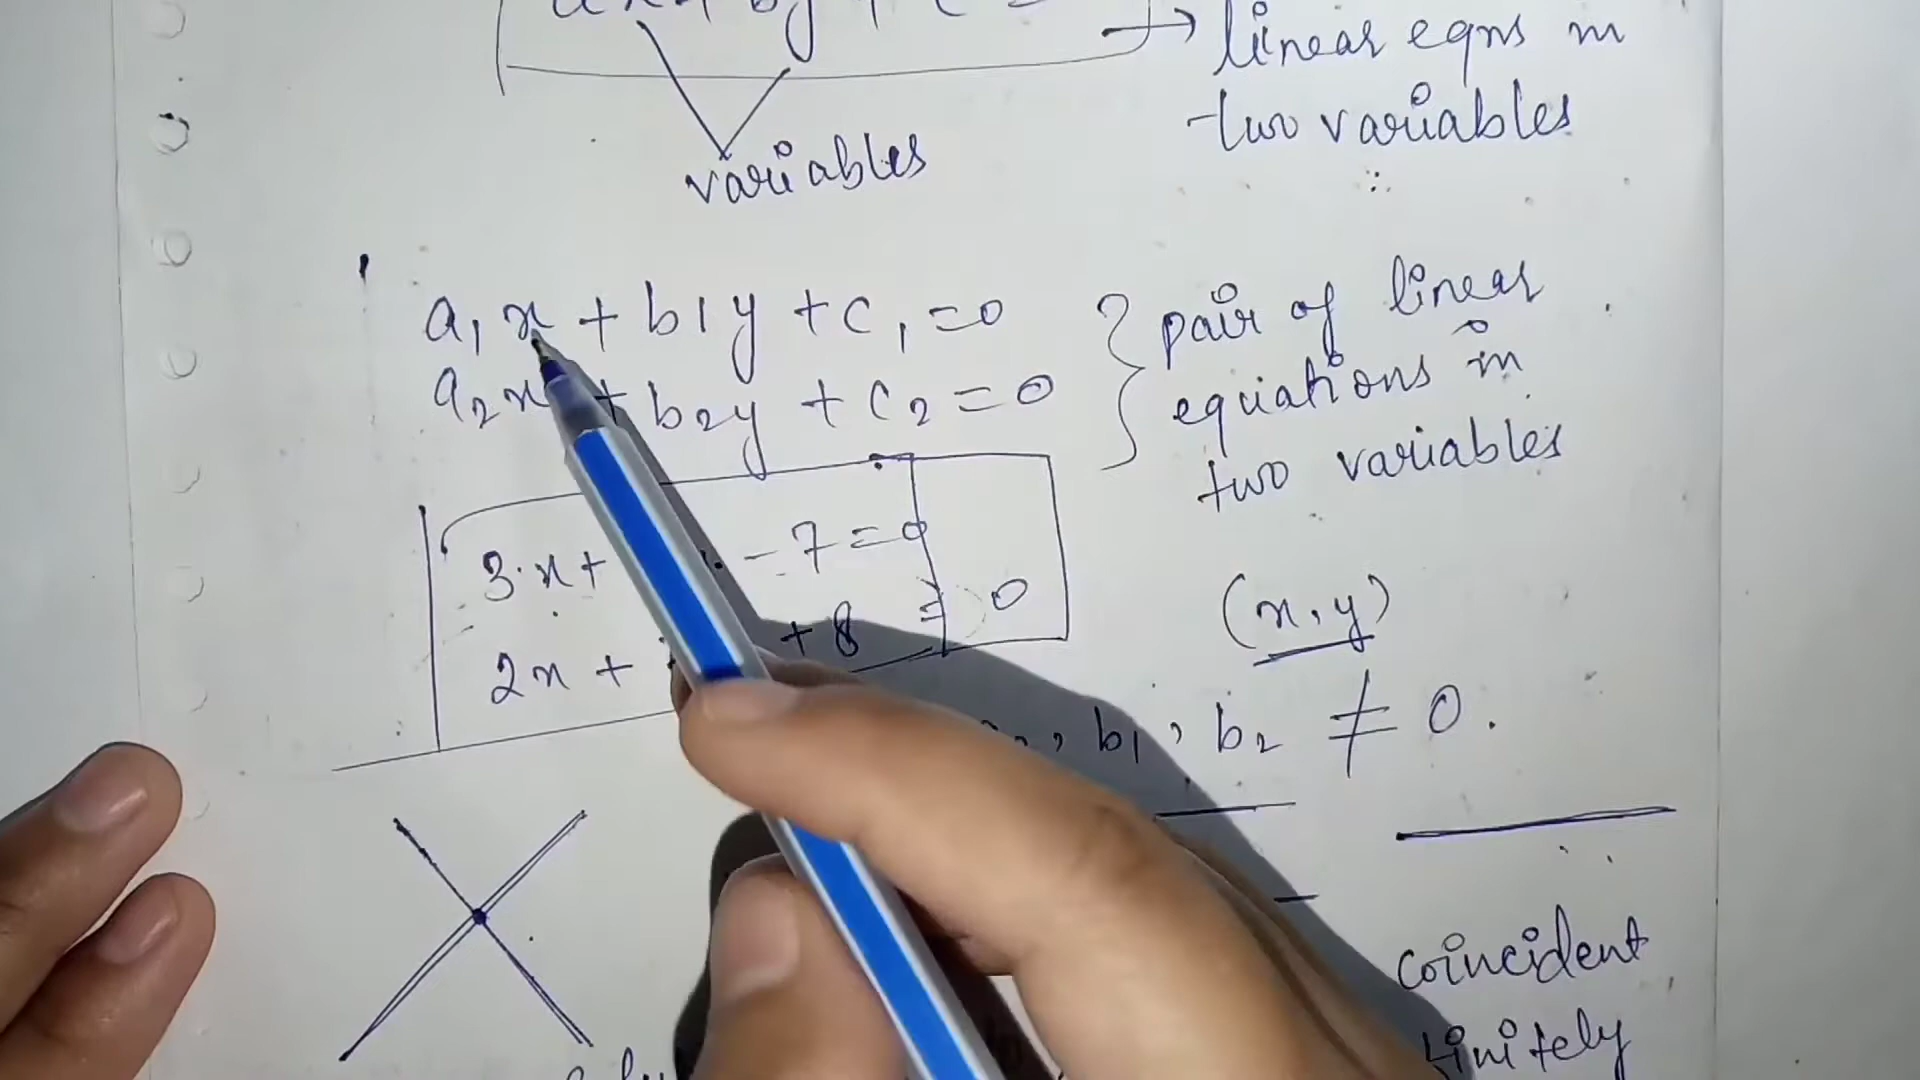 linear eqns in
two variables
variables
a₁x + b1y + c₁ = 0
a₂x + b₂y + c₂ = 0
pair of linear
equations in
two variables
3x + - 7 = 0
2x + + 8 = 0
(x, y)
, b₁, b₂ ≠ 0.
coincident